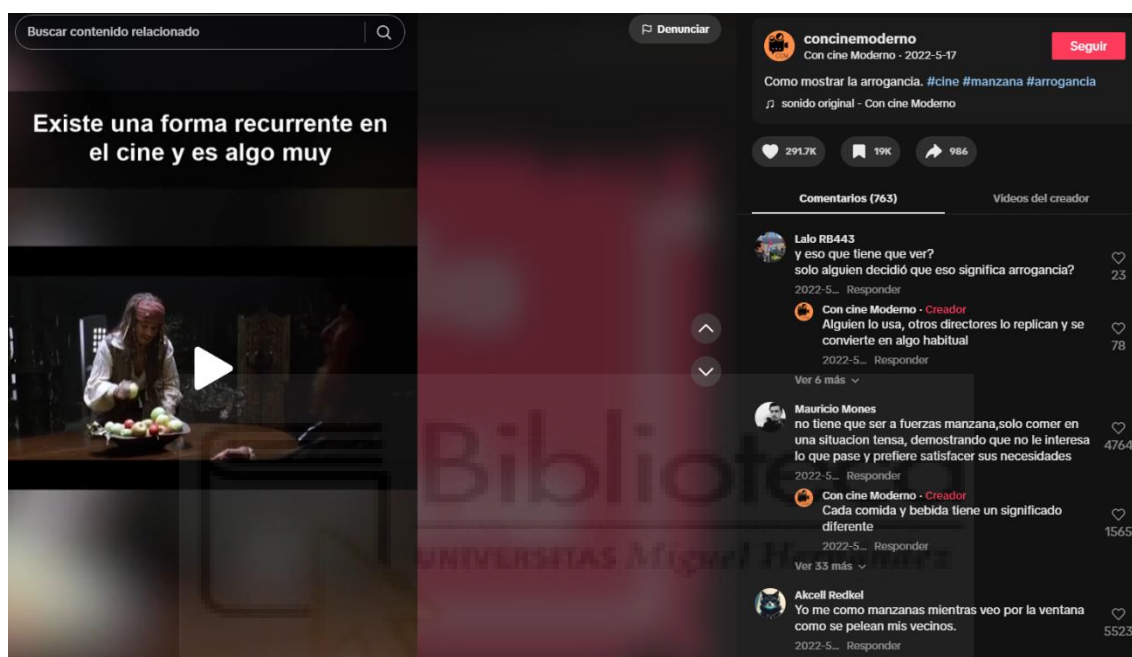 Buscar contenido relacionado
Denunciar
Existe una forma recurrente en
el cine y es algo muy
concinemoderno
Con cine Moderno · 2022-5-17
Seguir
Como mostrar la arrogancia. #cine #manzana #arrogancia
sonido original - Con cine Moderno
291.7K
19K
986
Comentarios (763)
Videos del creador
Lalo RB443
y eso que tiene que ver?
solo alguien decidió que eso significa arrogancia?
23
2022-5... Responder
Con cine Moderno · Creador
Alguien lo usa, otros directores lo replican y se
convierte en algo habitual
78
2022-5... Responder
Ver 6 más
Mauricio Mones
no tiene que ser a fuerzas manzana,solo comer en
una situacion tensa, demostrando que no le interesa
lo que pase y prefiere satisfacer sus necesidades
4764
2022-5... Responder
Con cine Moderno · Creador
Cada comida y bebida tiene un significado
diferente
1565
2022-5... Responder
Ver 33 más
Akcell Redkel
Yo me como manzanas mientras veo por la ventana
como se pelean mis vecinos.
5523
2022-5... Responder
Biblioteca
UNIVERSITAS Miguel Hernández